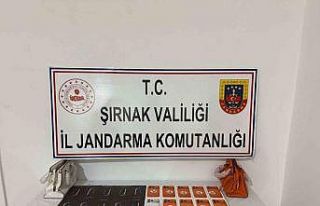 T.C.
ŞIRNAK VALİLİĞİ
İL JANDARMA KOMUTANLIĞI